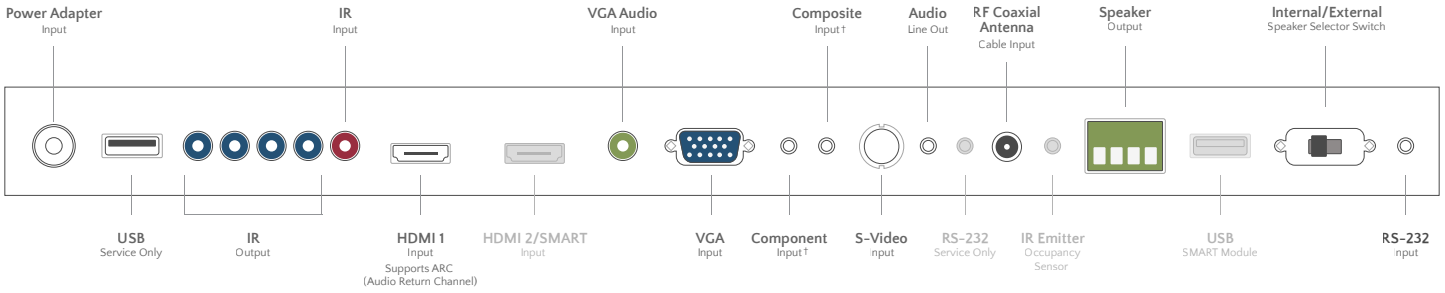 Power Adapter
Input
IR
Input
VGA Audio
Input
Composite
Input†
Audio
Line Out
RF Coaxial
Antenna
Cable Input
Speaker
Output
Internal/External
Speaker Selector Switch
USB
Service Only
IR
Output
HDMI 1
Input
Supports ARC
(Audio Return Channel)
HDMI 2/SMART
Input
VGA
Input
Component
Input†
S-Video
Input
RS-232
Service Only
IR Emitter
Occupancy
Sensor
USB
SMART Module
RS-232
Input